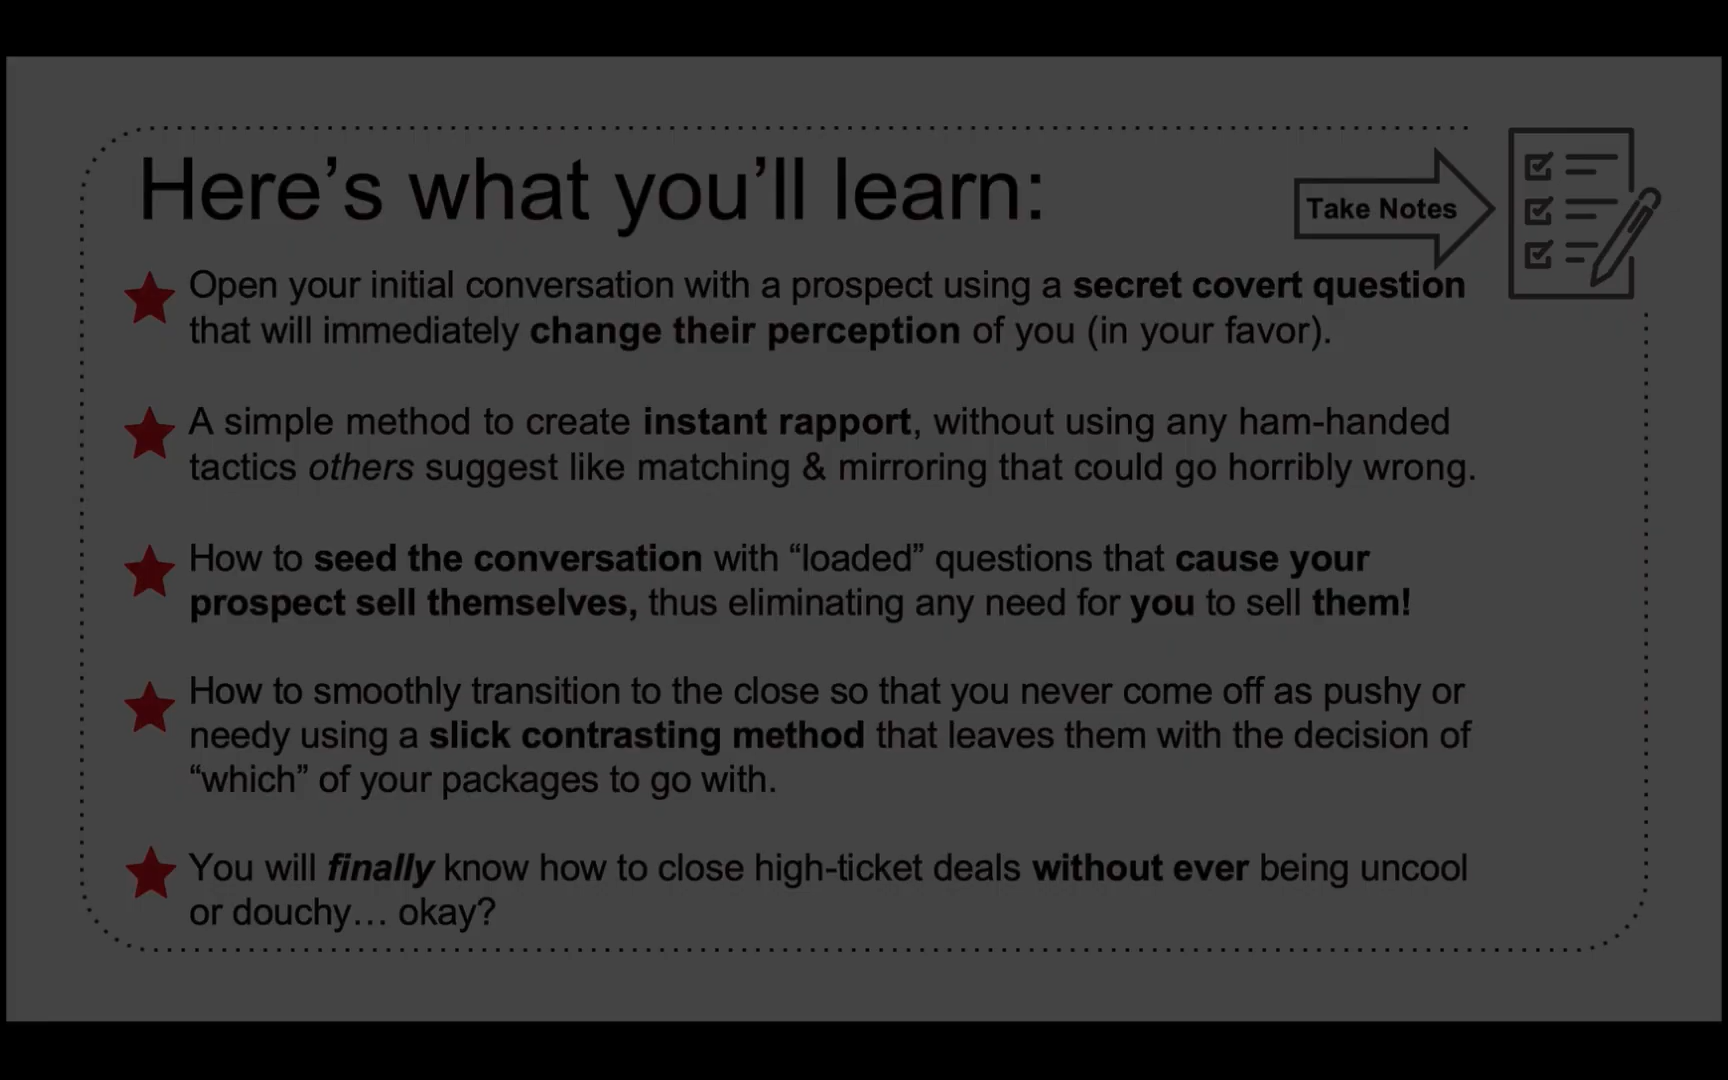 Here’s what you’ll learn:
Take Notes
Open your initial conversation with a prospect using a secret covert question
that will immediately change their perception of you (in your favor).
A simple method to create instant rapport, without using any ham-handed
tactics others suggest like matching & mirroring that could go horribly wrong.
How to seed the conversation with “loaded” questions that cause your
prospect sell themselves, thus eliminating any need for you to sell them!
How to smoothly transition to the close so that you never come off as pushy or
needy using a slick contrasting method that leaves them with the decision of
“which” of your packages to go with.
You will finally know how to close high-ticket deals without ever being uncool
or douchy… okay?